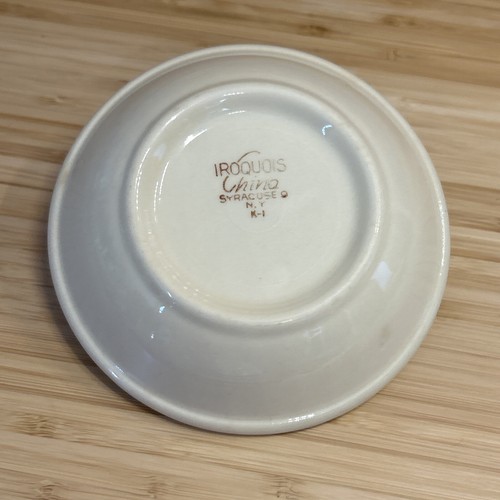 IROQUOIS
China
SYRACUSE
N.Y
K-1